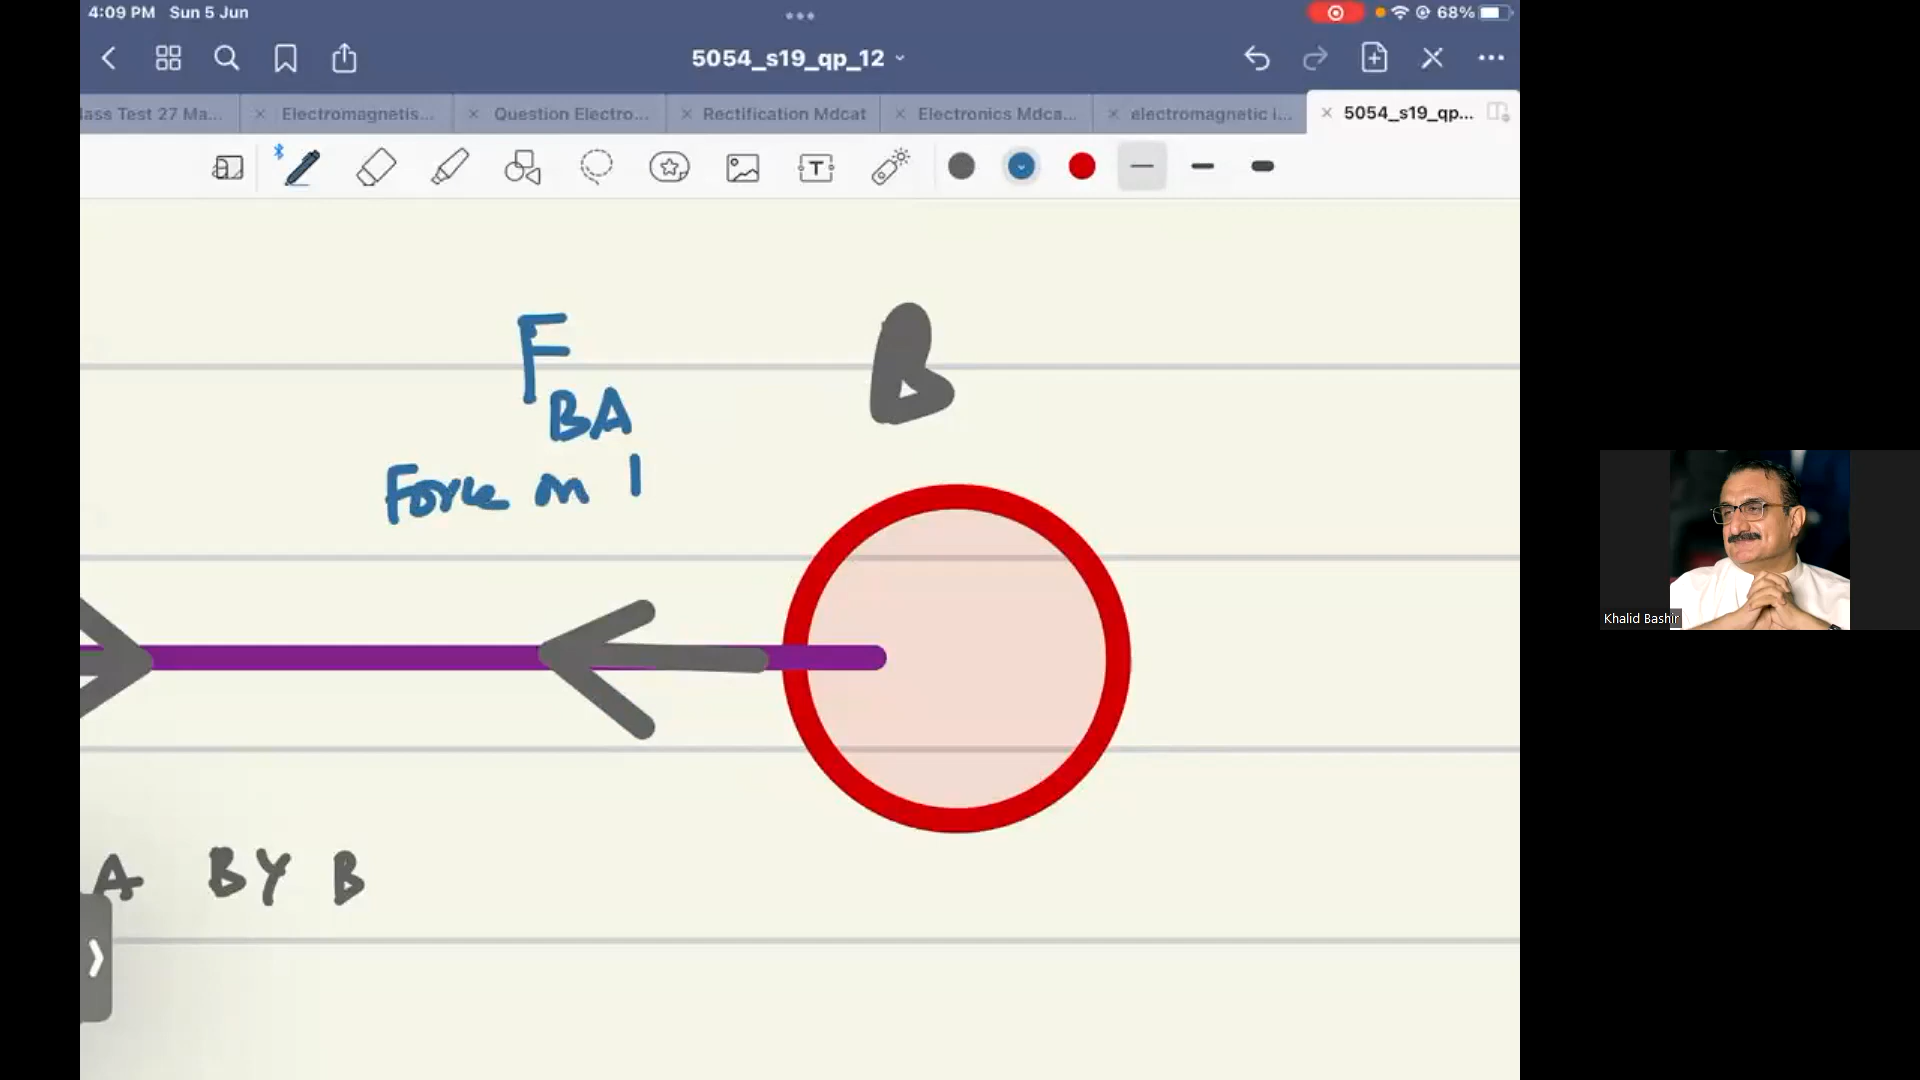 4:09 PM Sun 5 Jun
68%
5054_s19_qp_12
ass Test 27 Ma...
Electromagnetis...
Question Electro...
Rectification Mdcat
Electronics Mdca...
electromagnetic i...
5054_s19_qp...
T
F
B
BA
Force on
A BY B
Khalid Bashir